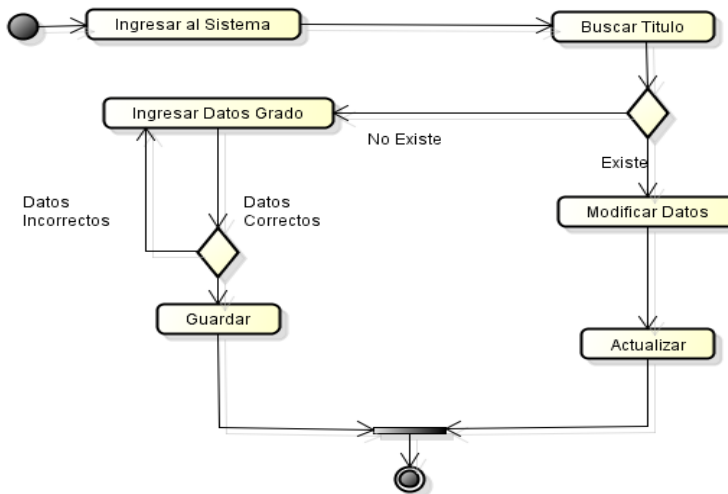 Ingresar al Sistema
Buscar Titulo
Ingresar Datos Grado
No Existe
Existe
Modificar Datos
Datos
Incorrectos
Datos
Correctos
Guardar
Actualizar